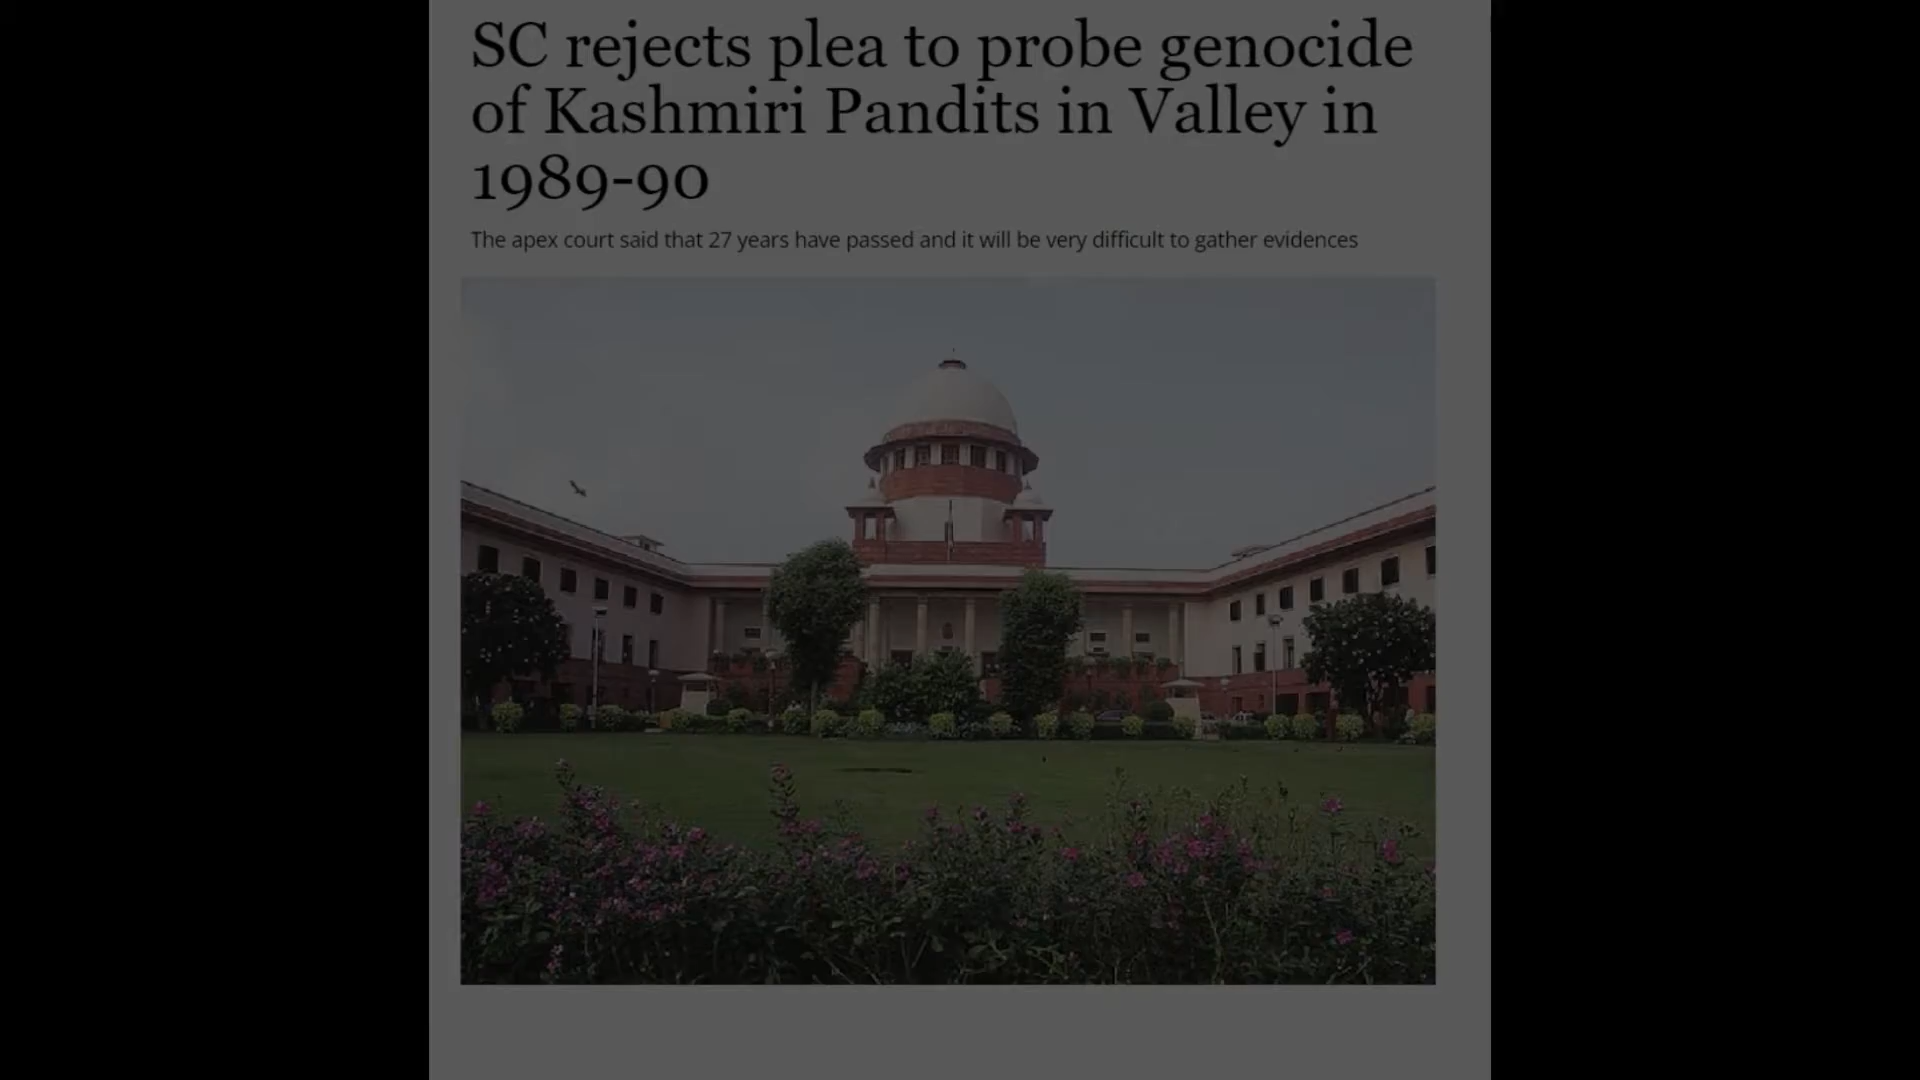 SC rejects plea to probe genocide
of Kashmiri Pandits in Valley in
1989-90
The apex court said that 27 years have passed and it will be very difficult to gather evidences